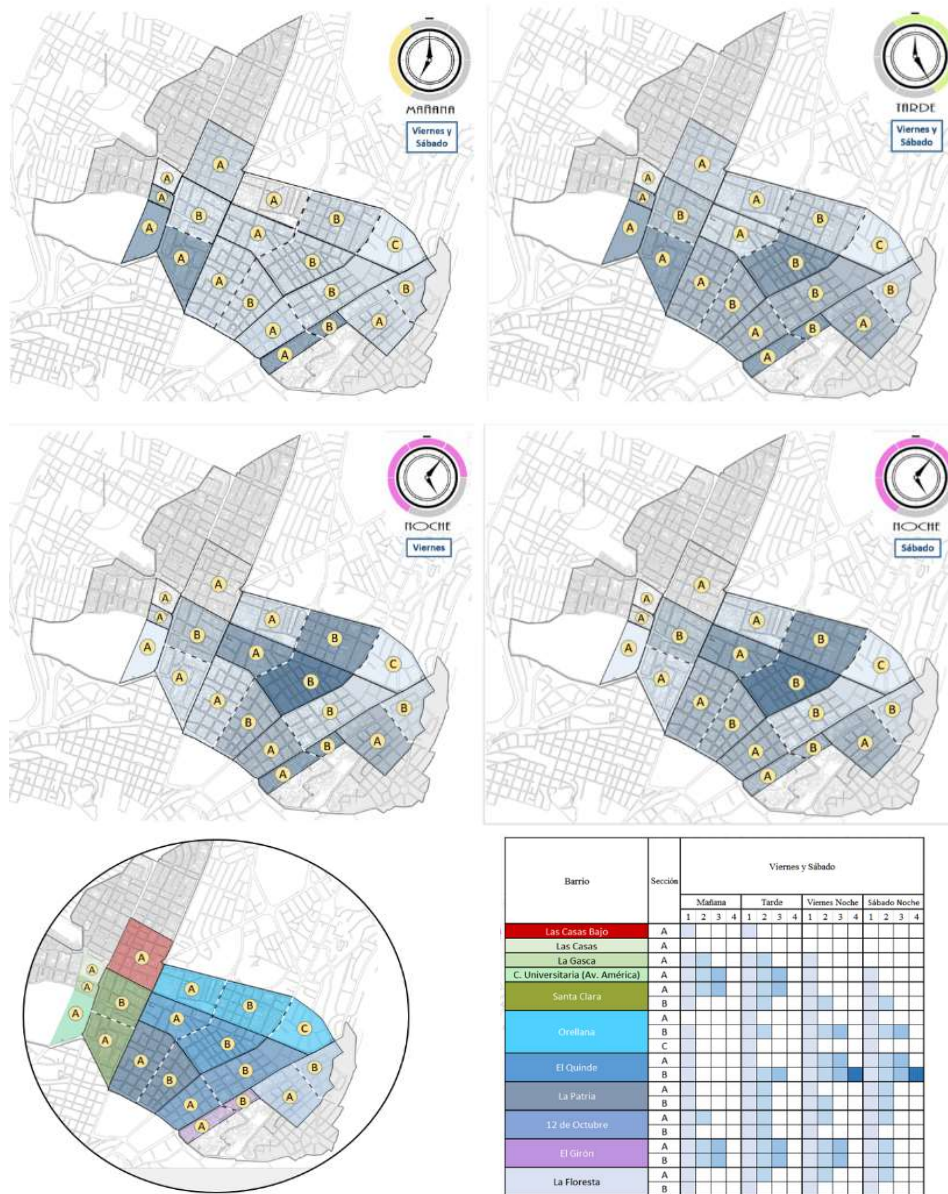 MAÑANA
Viernes y
Sábado
A
A
A
A
B
A
A
B
C
A
B
A
B
B
B
A
A
B
A
TARDE
Viernes y
Sábado
A
A
A
A
B
A
A
B
C
A
B
A
B
B
B
A
A
B
A
NOCHE
Viernes
A
A
A
A
B
A
A
B
C
A
B
A
B
B
B
A
A
B
A
NOCHE
Sábado
A
A
A
A
B
A
A
B
C
A
B
A
B
B
B
A
A
B
A
A
A
A
A
B
A
A
B
C
A
B
A
B
B
B
A
A
B
A
Barrio Sección Viernes y Sábado
Mañana Tarde Viernes Noche Sábado Noche
1 2 3 4 1 2 3 4 1 2 3 4 1 2 3 4
Las Casas Bajo A
Las Casas A
La Gasca A
C. Universitaria (Av. América) A
Santa Clara A
B
Orellana A
B
C
El Quinde A
B
La Patria A
B
12 de Octubre A
B
El Girón A
B
La Floresta A
B